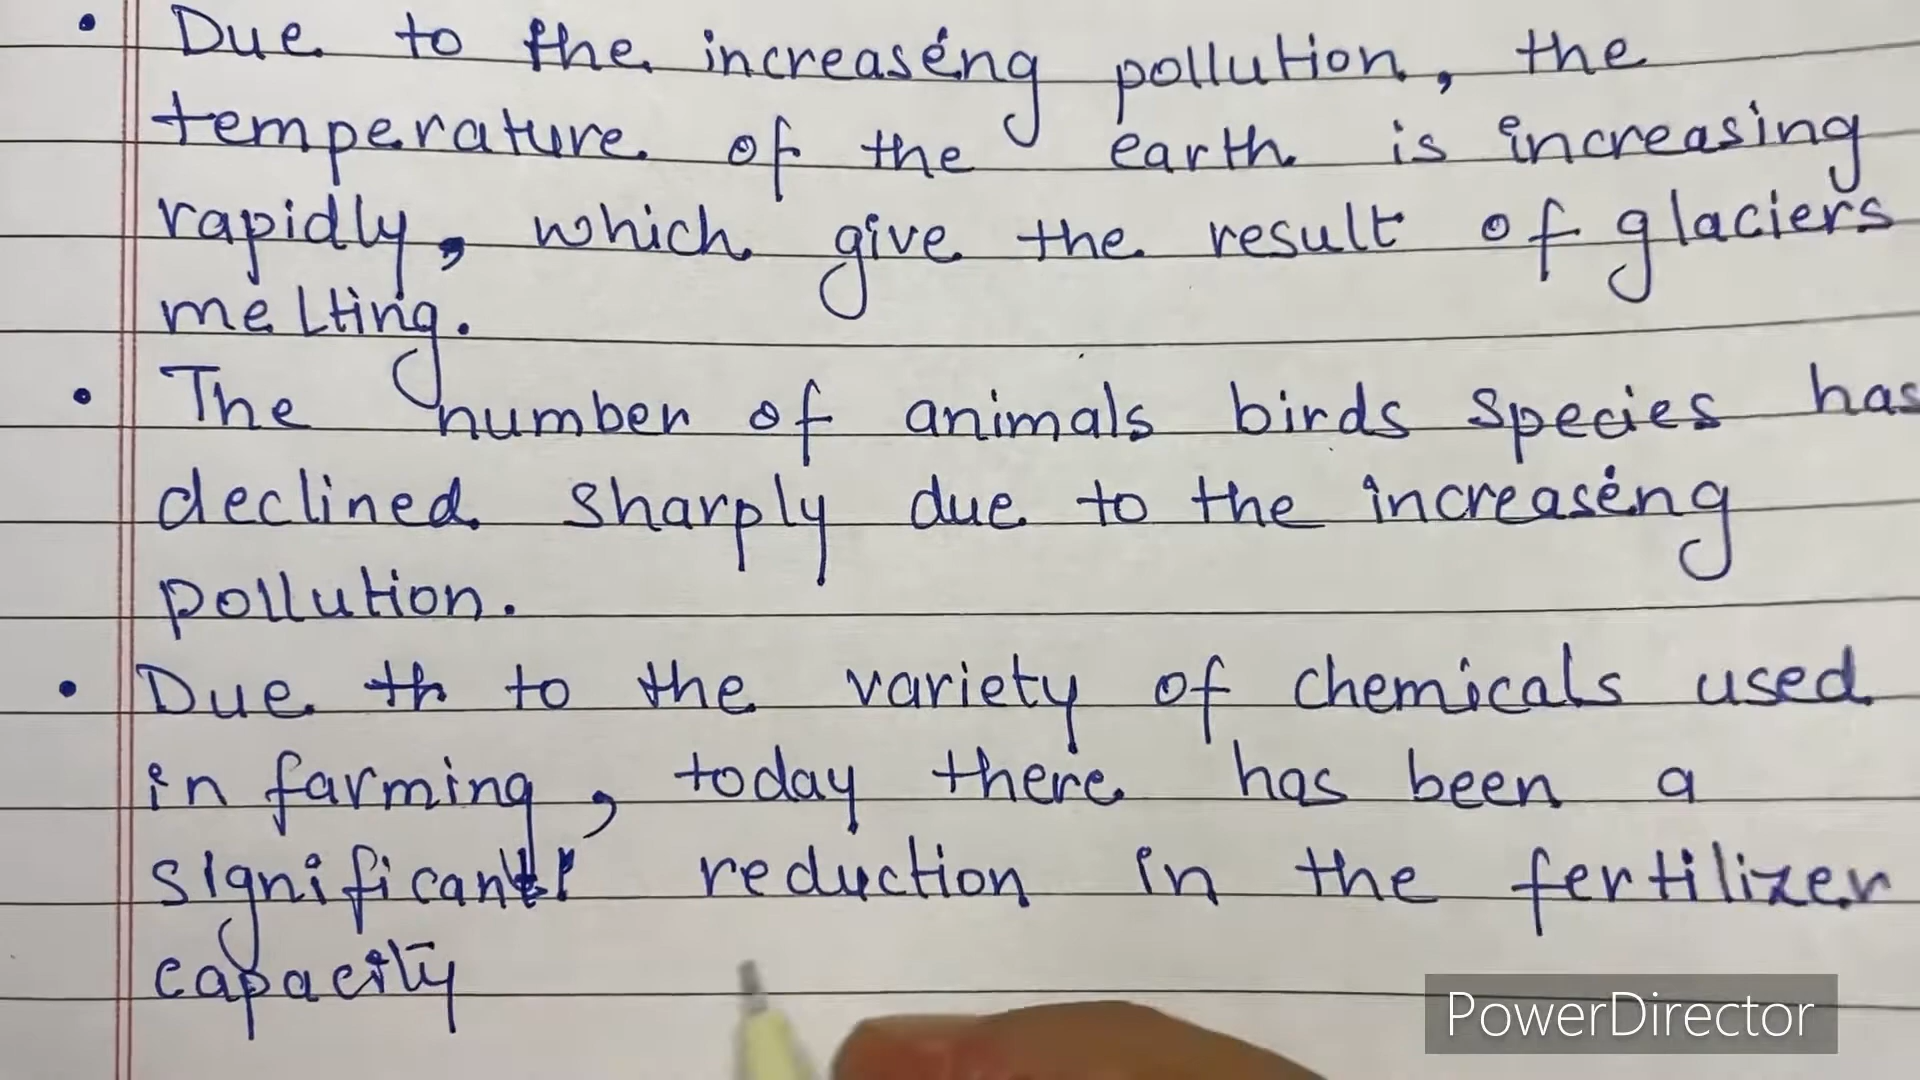 • Due to the increasing pollution, the
temperature of the earth is increasing
rapidly, which give the result of glaciers
melting.
• The number of animals birds species has
declined sharply due to the increasing
pollution.
• Due th to the variety of chemicals used
in farming, today there has been a
significant reduction in the fertilizer
capacity
PowerDirector